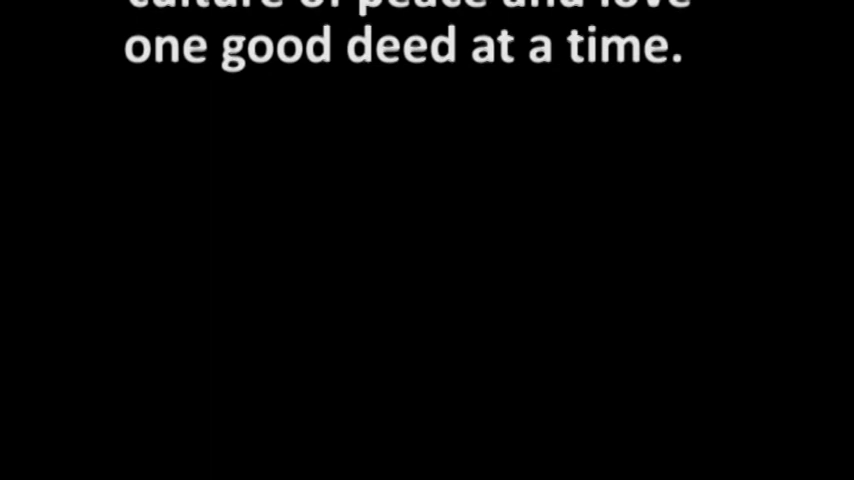 culture of peace and love
one good deed at a time.